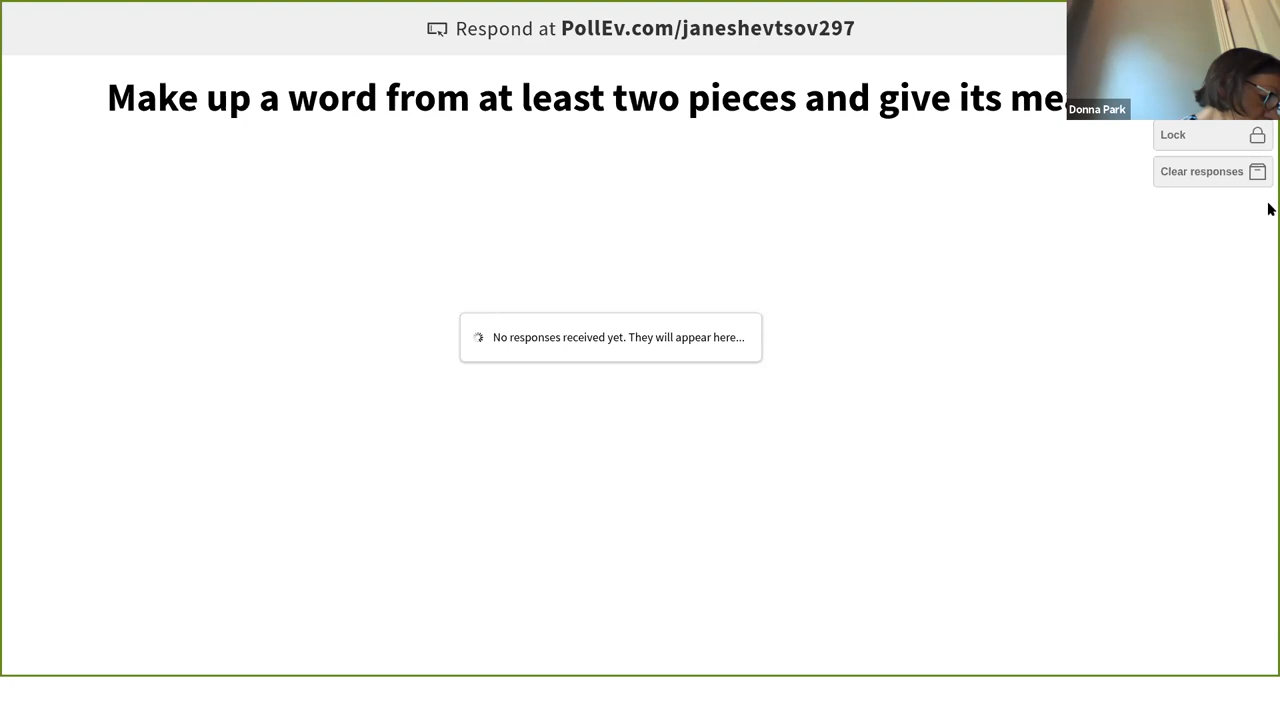 Respond at PollEv.com/janeshevtsov297
Make up a word from at least two pieces and give its
Donna Park
Lock
Clear responses
No responses received yet. They will appear here...